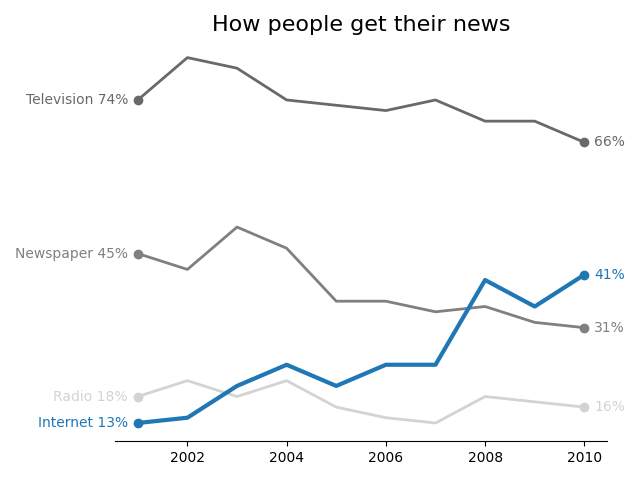 How people get their news
Television 74%
66%
Newspaper 45%
41%
31%
Radio 18%
16%
Internet 13%
2002 2004 2006 2008 2010